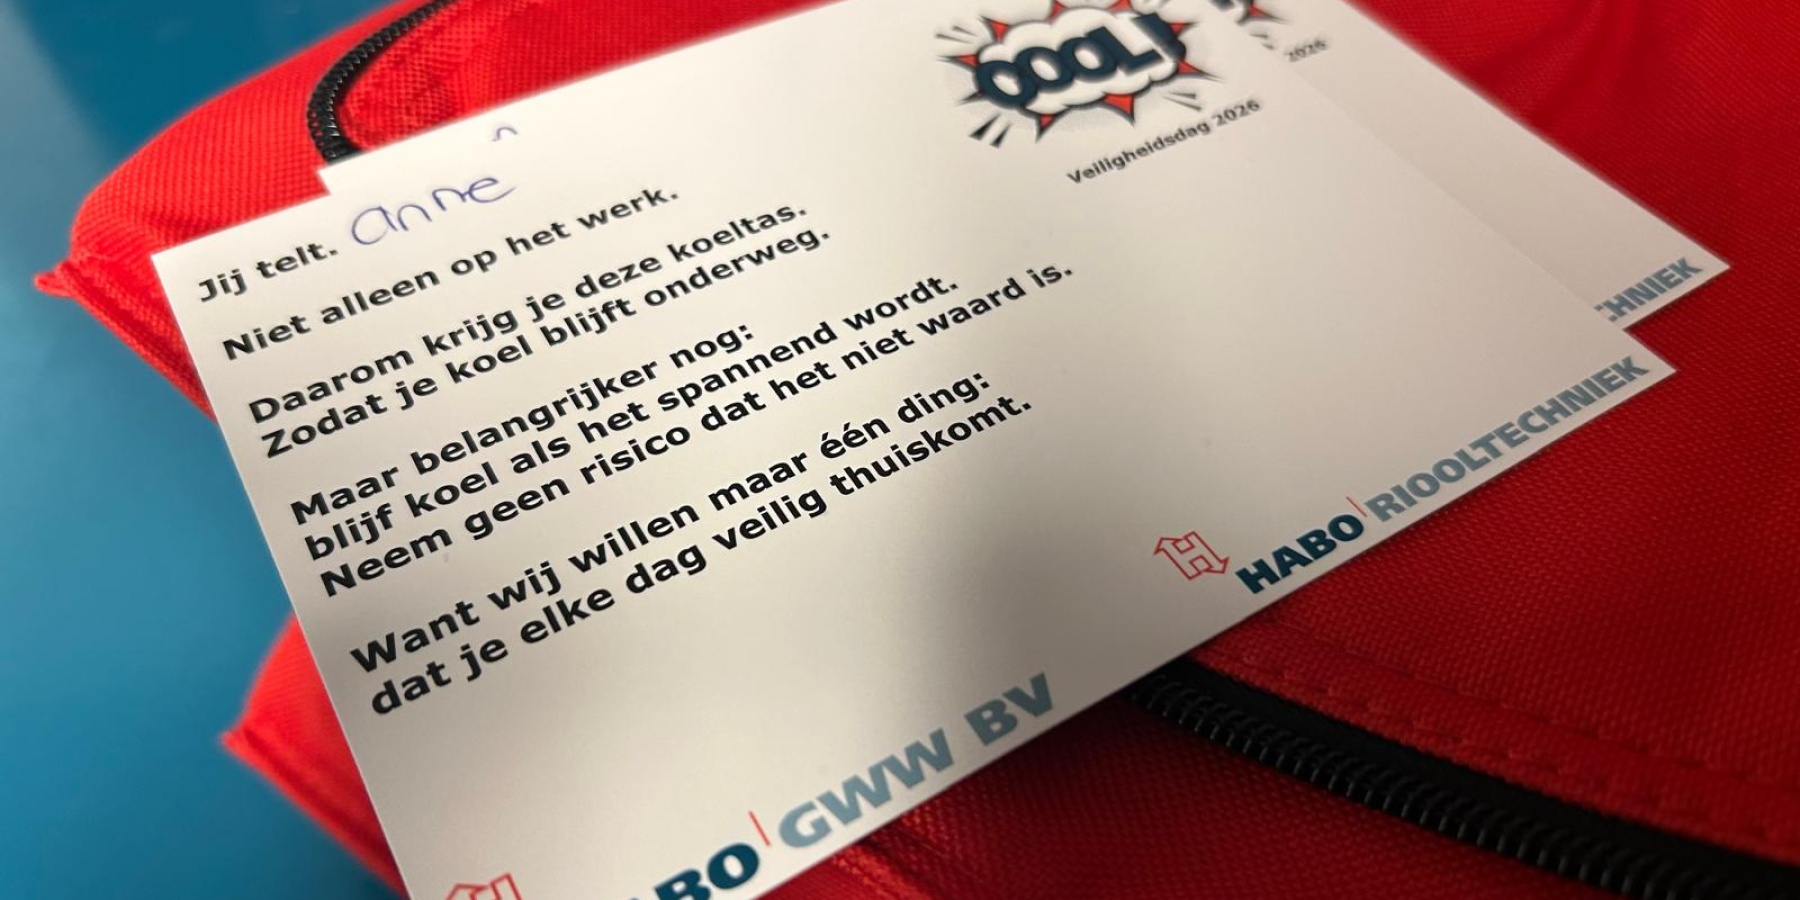 COOL!
Veiligheidsdag 2026
2026
Jij telt. anne
Niet alleen op het werk.
Daarom krijg je deze koeltas.
Zodat je koel blijft onderweg.
Maar belangrijker nog:
blijf koel als het spannend wordt.
Neem geen risico dat het niet waard is.
Want wij willen maar één ding:
dat je elke dag veilig thuiskomt.
HABO RIOOLTECHNIEK
HNIEK
BO GWW BV